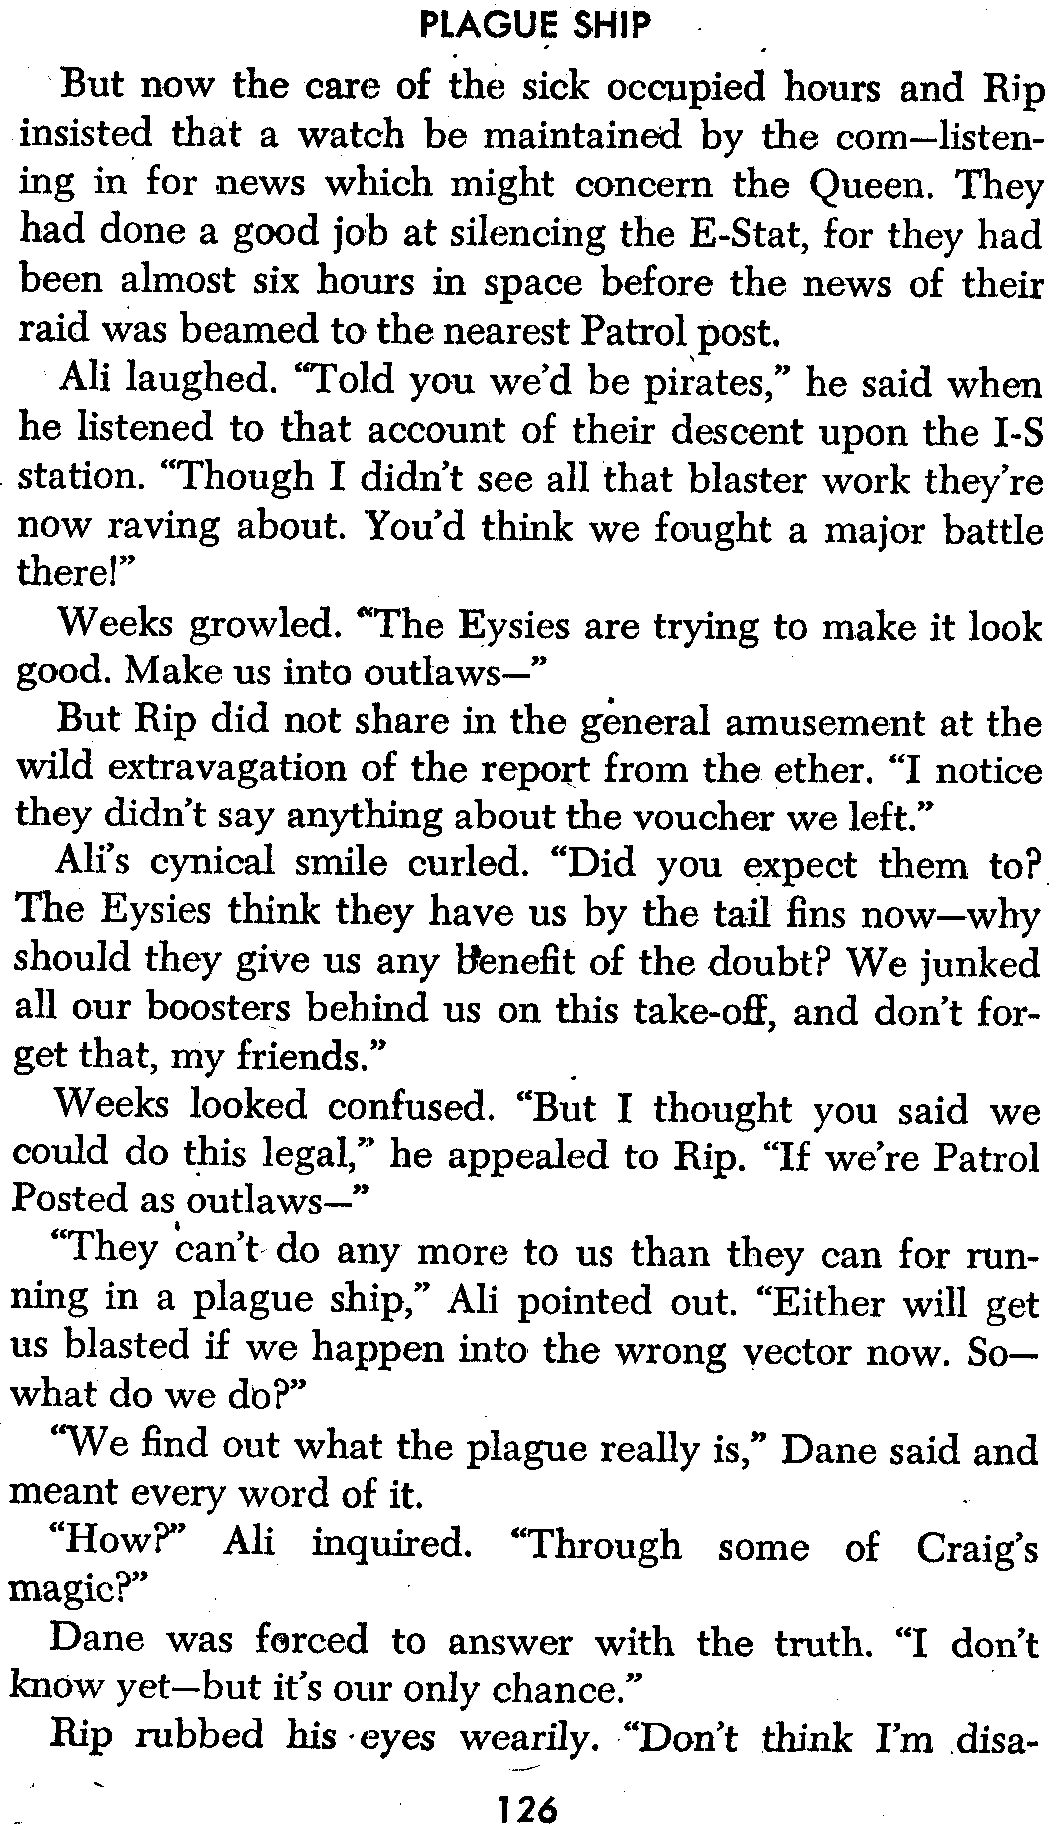 PLAGUE SHIP
But now the care of the sick occupied hours and Rip
insisted that a watch be maintained by the com—listen-
ing in for news which might concern the Queen. They
had done a good job at silencing the E-Stat, for they had
been almost six hours in space before the news of their
raid was beamed to the nearest Patrol post.
Ali laughed. “Told you we’d be pirates,” he said when
he listened to that account of their descent upon the I-S
station. “Though I didn’t see all that blaster work they’re
now raving about. You’d think we fought a major battle
there!”
Weeks growled. “The Eysies are trying to make it look
good. Make us into outlaws—”
But Rip did not share in the general amusement at the
wild extravagation of the report from the ether. “I notice
they didn’t say anything about the voucher we left.”
Ali’s cynical smile curled. “Did you expect them to?
The Eysies think they have us by the tail fins now—why
should they give us any benefit of the doubt? We junked
all our boosters behind us on this take-off, and don’t for-
get that, my friends.”
Weeks looked confused. “But I thought you said we
could do this legal,” he appealed to Rip. “If we’re Patrol
Posted as outlaws—”
“They can’t do any more to us than they can for run-
ning in a plague ship,” Ali pointed out. “Either will get
us blasted if we happen into the wrong vector now. So—
what do we do?”
“We find out what the plague really is,” Dane said and
meant every word of it.
“How?” Ali inquired. “Through some of Craig’s
magic?”
Dane was forced to answer with the truth. “I don’t
know yet—but it’s our only chance.”
Rip rubbed his eyes wearily. “Don’t think I’m disa-
126